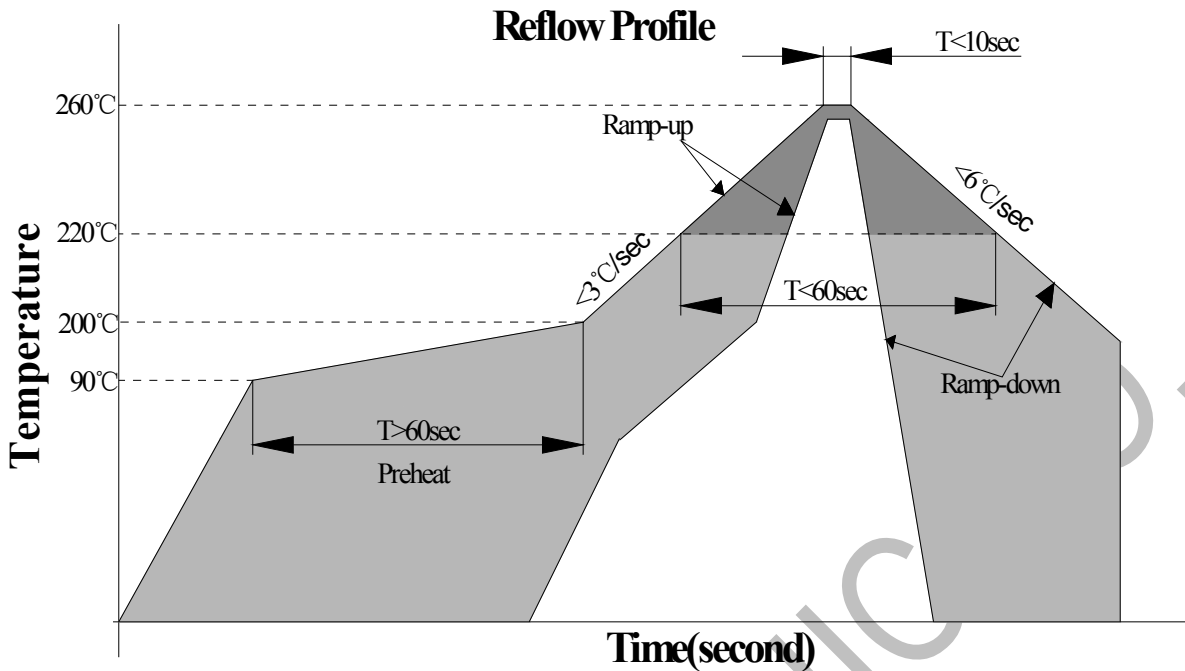 Reflow Profile
T<10sec
260℃
Ramp-up
<6℃/sec
220℃
<3℃/sec
T<60sec
200℃
90℃
Ramp-down
T>60sec
Preheat
Temperature
Time(second)